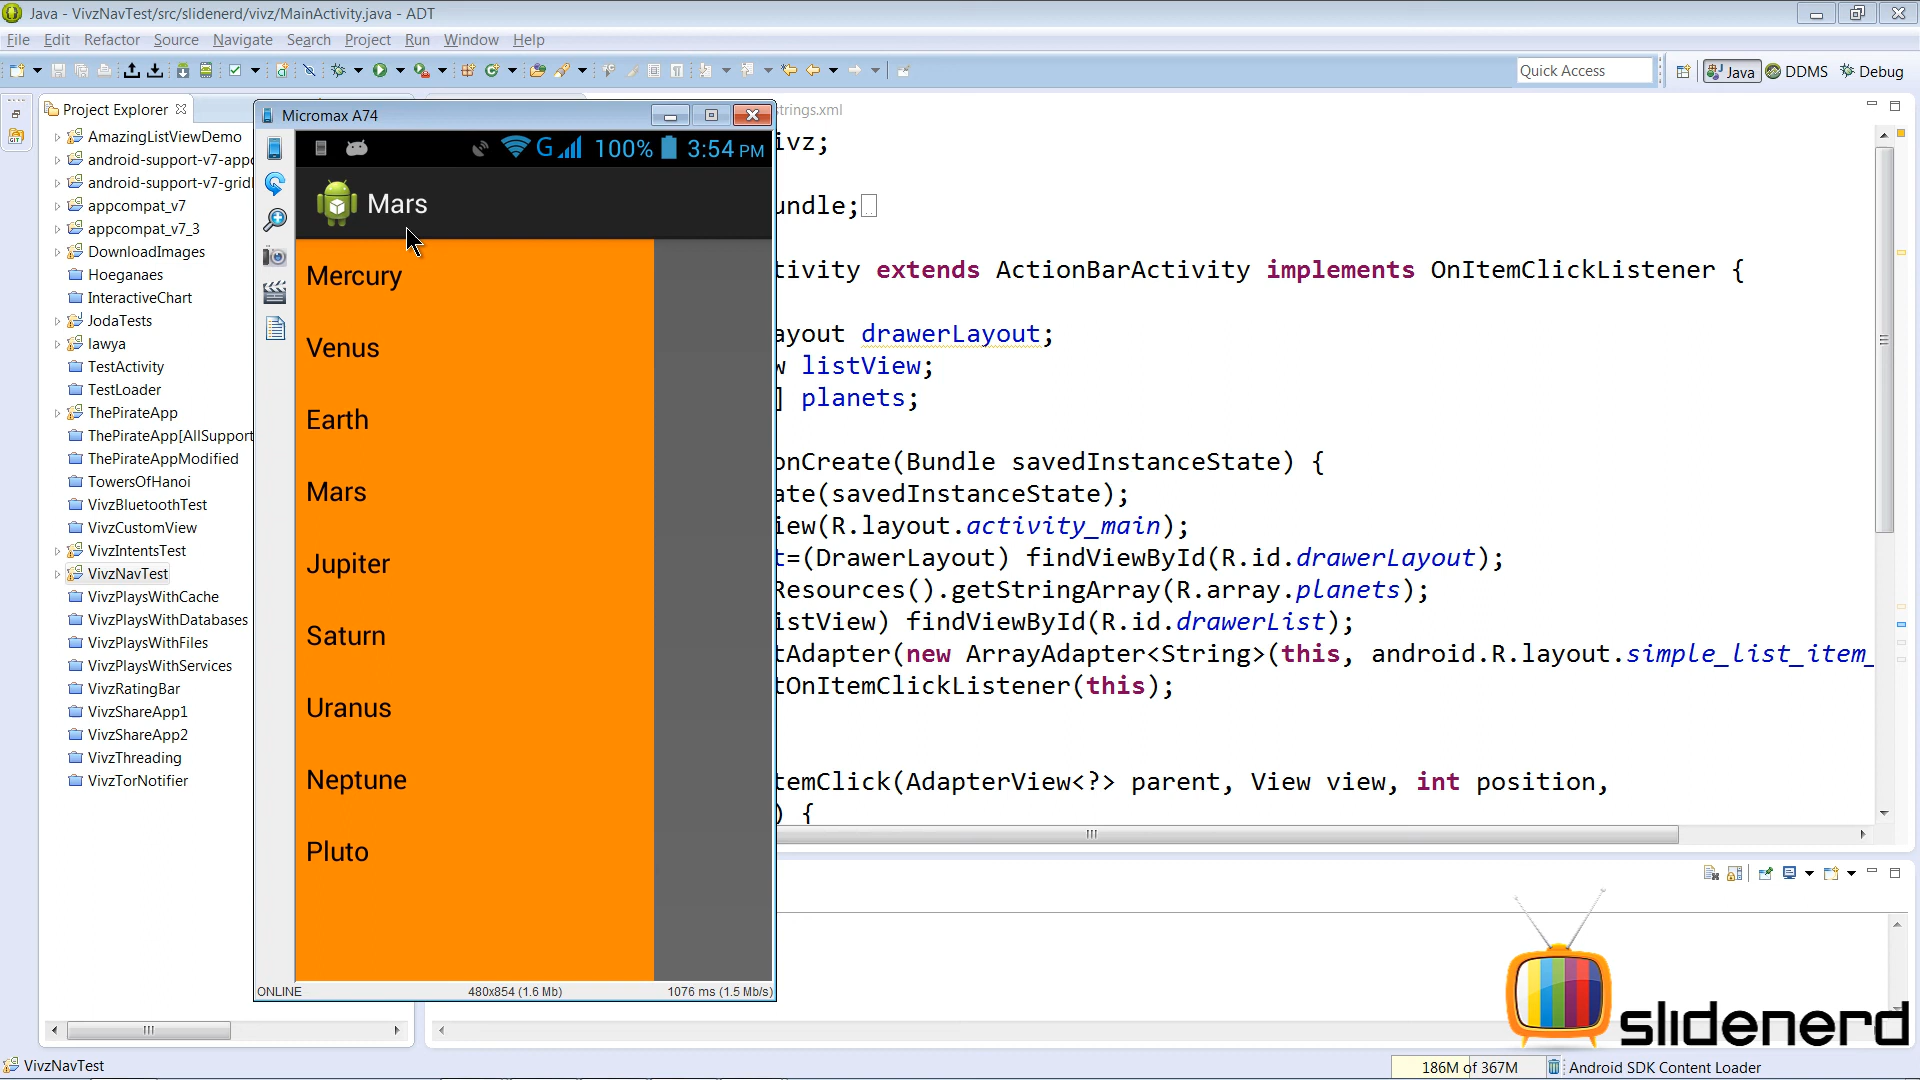 Java - VivzNavTest/src/slidenerd/vivz/MainActivity.java - ADT
File Edit Refactor Source Navigate Search Project Run Window Help
Quick Access
Java
DDMS
Debug
Project Explorer
AmazingListViewDemo
android-support-v7-appc
android-support-v7-gridl
appcompat_v7
appcompat_v7_3
DownloadImages
Hoeganaes
InteractiveChart
JodaTests
lawya
TestActivity
TestLoader
ThePirateApp
ThePirateApp[AllSupport
ThePirateAppModified
TowersOfHanoi
VivzBluetoothTest
VivzCustomView
VivzIntentsTest
VivzNavTest
VivzPlaysWithCache
VivzPlaysWithDatabases
VivzPlaysWithFiles
VivzPlaysWithServices
VivzRatingBar
VivzShareApp1
VivzShareApp2
VivzThreading
VivzTorNotifier
Micromax A74
G 100% 3:54 PM
Mars
Mercury
Venus
Earth
Mars
Jupiter
Saturn
Uranus
Neptune
Pluto
ONLINE 480x854 (1.6 Mb) 1076 ms (1.5 Mb/s)
strings.xml
ivz;
undle;
tivity extends ActionBarActivity implements OnItemClickListener {
ayout drawerLayout;
w listView;
] planets;
onCreate(Bundle savedInstanceState) {
ate(savedInstanceState);
iew(R.layout.activity_main);
t=(DrawerLayout) findViewById(R.id.drawerLayout);
Resources().getStringArray(R.array.planets);
istView) findViewById(R.id.drawerList);
tAdapter(new ArrayAdapter<String>(this, android.R.layout.simple_list_item_
tOnItemClickListener(this);
temClick(AdapterView<?> parent, View view, int position,
) {
slidenerd
VivzNavTest
186M of 367M
Android SDK Content Loader